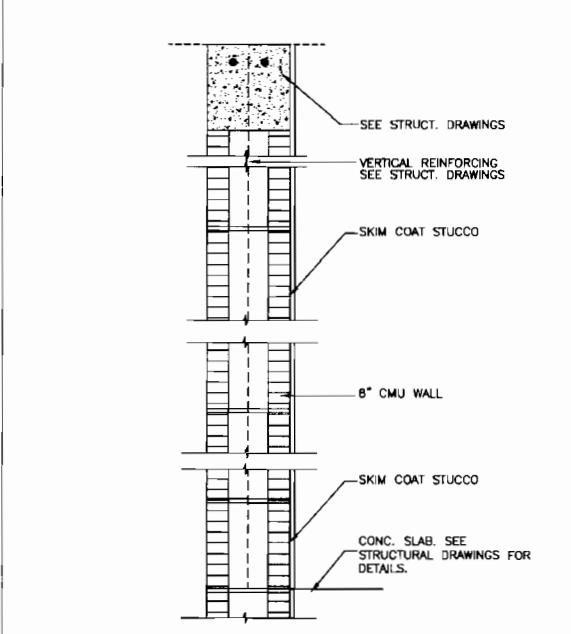 SEE STRUCT. DRAWINGS
VERTICAL REINFORCING
SEE STRUCT. DRAWINGS
SKIM COAT STUCCO
8" CMU WALL
SKIM COAT STUCCO
CONC. SLAB. SEE
STRUCTURAL DRAWINGS FOR
DETAILS.